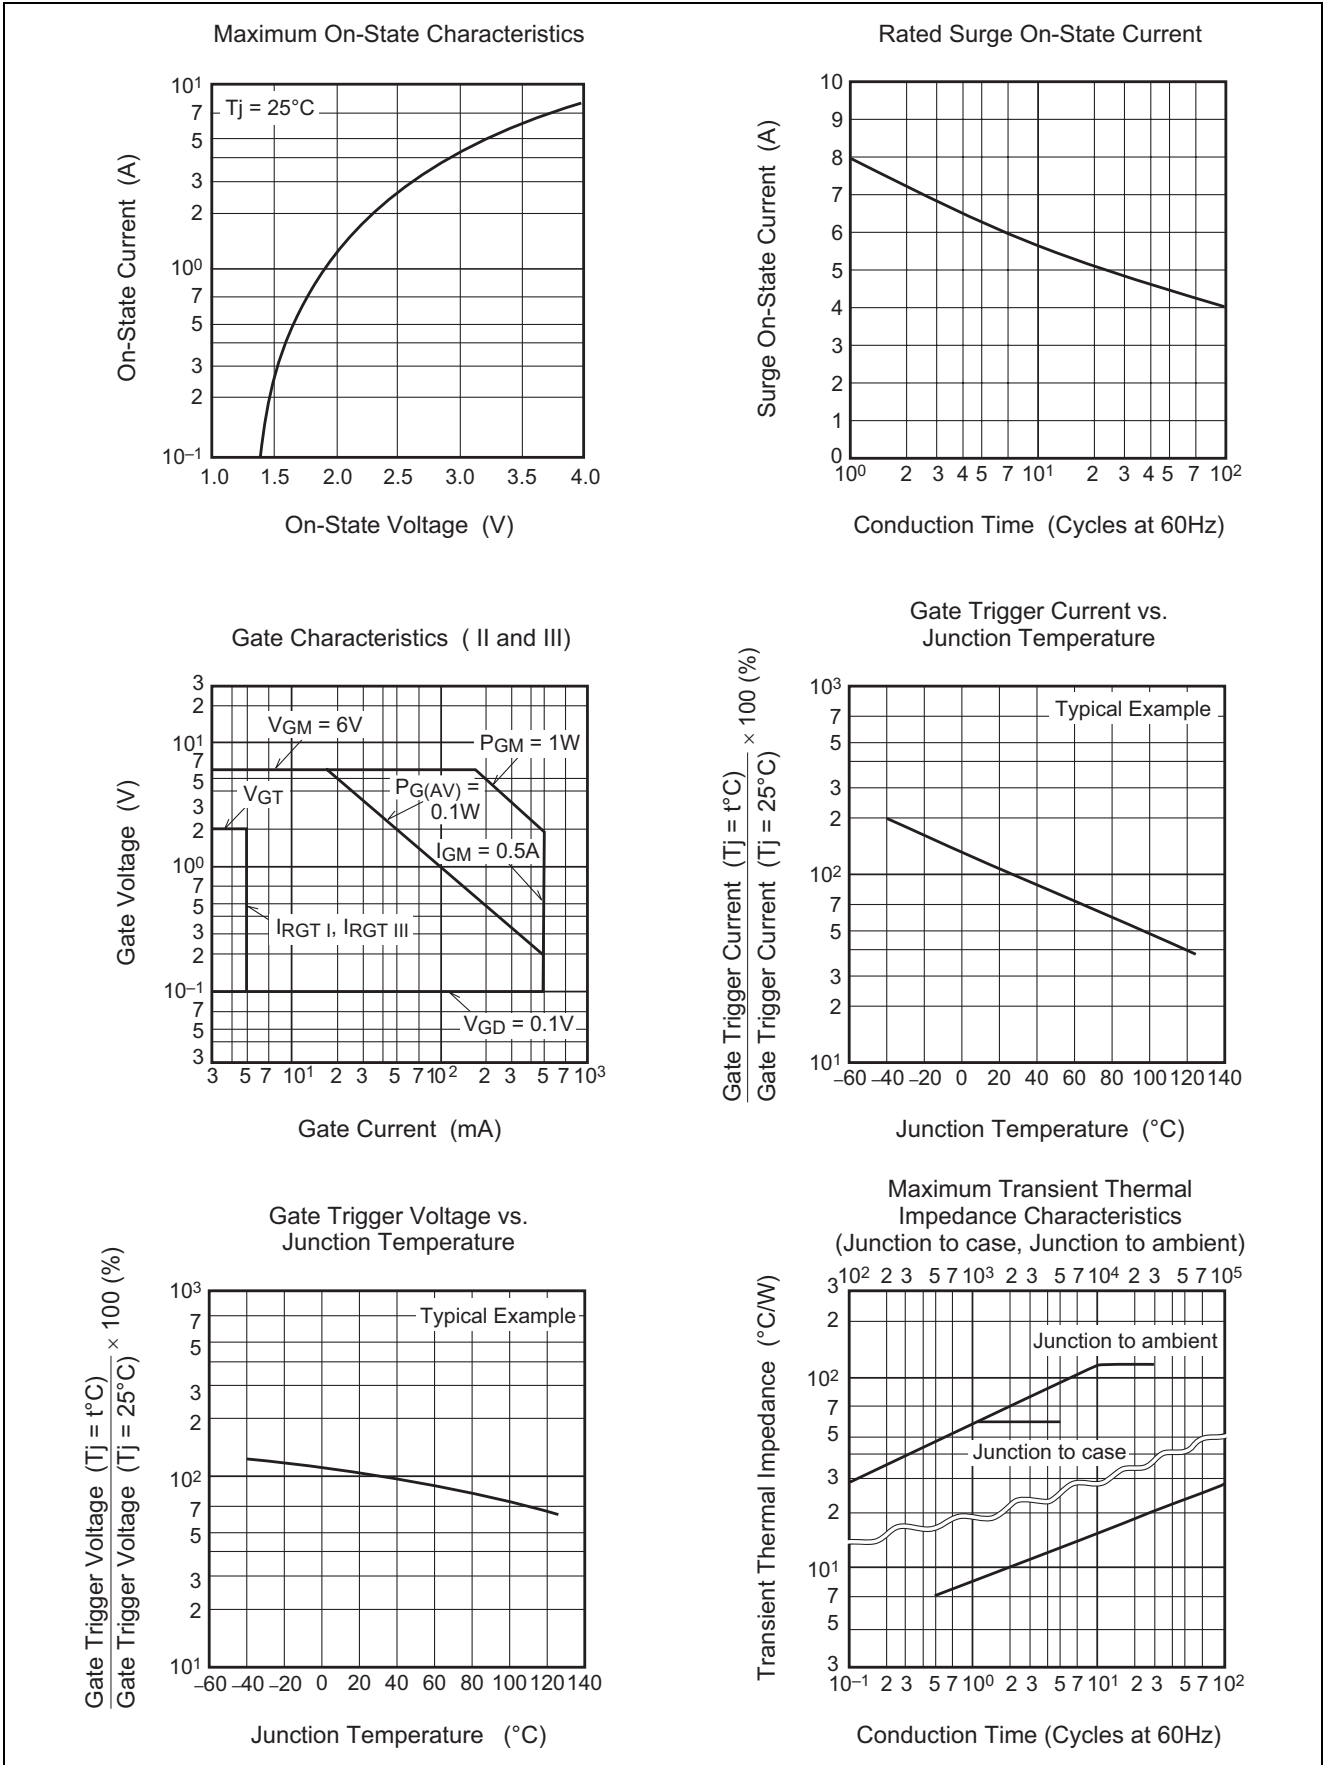 Maximum On-State Characteristics
On-State Current (A)
10¹
7
5
3
2
10⁰
7
5
3
2
10–¹
Tj = 25°C
1.0 1.5 2.0 2.5 3.0 3.5 4.0
On-State Voltage (V)
Rated Surge On-State Current
Surge On-State Current (A)
10
9
8
7
6
5
4
3
2
1
0
10⁰ 2 3 4 5 7 10¹ 2 3 4 5 7 10²
Conduction Time (Cycles at 60Hz)
Gate Characteristics ( II and III)
Gate Voltage (V)
3
2
10¹
7
5
3
2
10⁰
7
5
3
2
10–¹
7
5
3
VGM = 6V
PGM = 1W
VGT
PG(AV) =
0.1W
IGM = 0.5A
IRGT I, IRGT III
VGD = 0.1V
3 5 7 10¹ 2 3 5 7 10² 2 3 5 7 10³
Gate Current (mA)
Gate Trigger Current vs.
Junction Temperature
Gate Trigger Current (Tj = t°C)
Gate Trigger Current (Tj = 25°C)
× 100 (%)
10³
7
5
3
2
10²
7
5
3
2
10¹
Typical Example
–60 –40 –20 0 20 40 60 80 100 120 140
Junction Temperature (°C)
Gate Trigger Voltage vs.
Junction Temperature
Gate Trigger Voltage (Tj = t°C)
Gate Trigger Voltage (Tj = 25°C)
× 100 (%)
10³
7
5
3
2
10²
7
5
3
2
10¹
Typical Example
–60 –40 –20 0 20 40 60 80 100 120 140
Junction Temperature (°C)
Maximum Transient Thermal
Impedance Characteristics
(Junction to case, Junction to ambient)
Transient Thermal Impedance (°C/W)
10² 2 3 5 7 10³ 2 3 5 7 10⁴ 2 3 5 7 10⁵
3
2
10²
7
5
3
2
10¹
7
5
3
Junction to ambient
Junction to case
10–¹ 2 3 5 7 10⁰ 2 3 5 7 10¹ 2 3 5 7 10²
Conduction Time (Cycles at 60Hz)